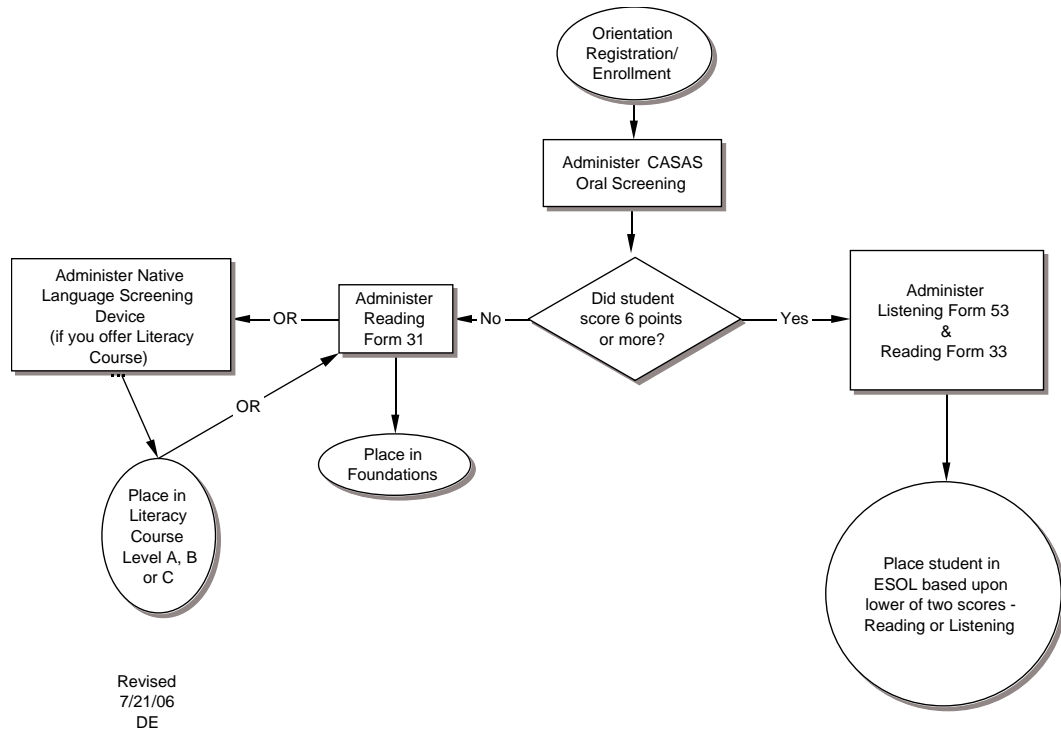 Orientation
Registration/
Enrollment
Administer CASAS
Oral Screening
Did student
score 6 points
or more?
No
Yes
Administer
Reading
Form 31
OR
Administer Native
Language Screening
Device
(if you offer Literacy
Course)
OR
Place in
Foundations
Place in
Literacy
Course
Level A, B
or C
Administer
Listening Form 53
&
Reading Form 33
Place student in
ESOL based upon
lower of two scores -
Reading or Listening
Revised
7/21/06
DE